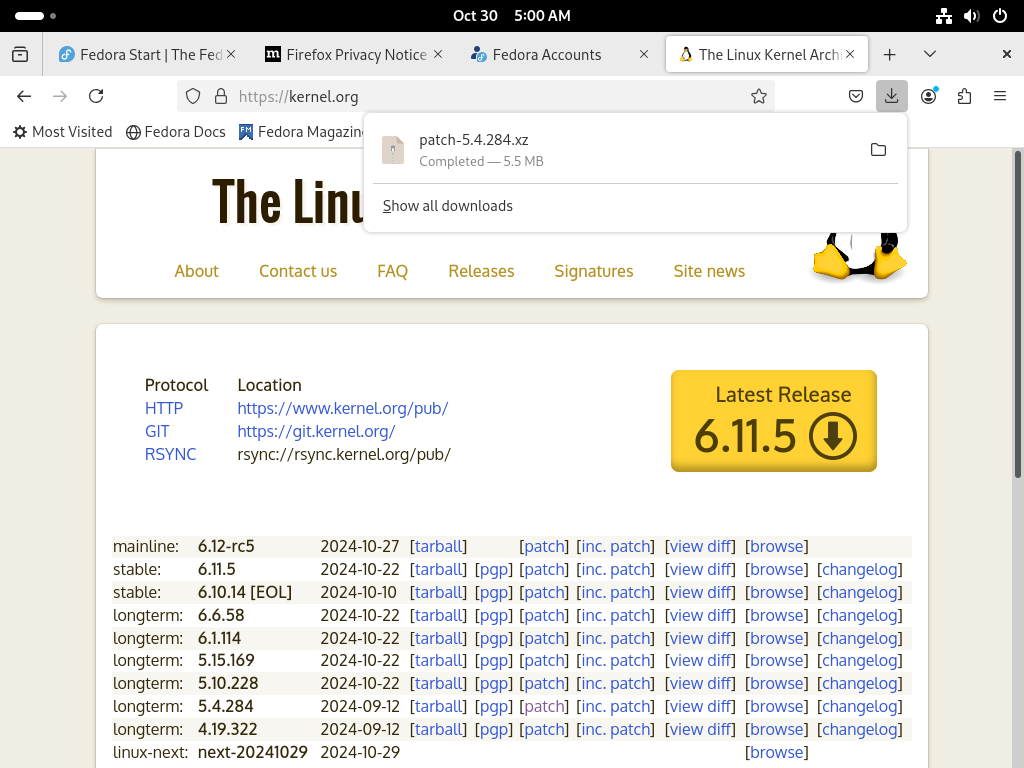 Oct 30 5:00 AM
Fedora Start | The Fed
Firefox Privacy Notice
Fedora Accounts
The Linux Kernel Archi
https://kernel.org
Most Visited
Fedora Docs
Fedora Magazin
patch-5.4.284.xz
Completed — 5.5 MB
Show all downloads
The Linu
About Contact us FAQ Releases Signatures Site news
Protocol Location
HTTP https://www.kernel.org/pub/
GIT https://git.kernel.org/
RSYNC rsync://rsync.kernel.org/pub/
Latest Release
6.11.5
mainline: 6.12-rc5 2024-10-27 [tarball] [patch] [inc. patch] [view diff] [browse]
stable: 6.11.5 2024-10-22 [tarball] [pgp] [patch] [inc. patch] [view diff] [browse] [changelog]
stable: 6.10.14 [EOL] 2024-10-10 [tarball] [pgp] [patch] [inc. patch] [view diff] [browse] [changelog]
longterm: 6.6.58 2024-10-22 [tarball] [pgp] [patch] [inc. patch] [view diff] [browse] [changelog]
longterm: 6.1.114 2024-10-22 [tarball] [pgp] [patch] [inc. patch] [view diff] [browse] [changelog]
longterm: 5.15.169 2024-10-22 [tarball] [pgp] [patch] [inc. patch] [view diff] [browse] [changelog]
longterm: 5.10.228 2024-10-22 [tarball] [pgp] [patch] [inc. patch] [view diff] [browse] [changelog]
longterm: 5.4.284 2024-09-12 [tarball] [pgp] [patch] [inc. patch] [view diff] [browse] [changelog]
longterm: 4.19.322 2024-09-12 [tarball] [pgp] [patch] [inc. patch] [view diff] [browse] [changelog]
linux-next: next-20241029 2024-10-29 [browse]